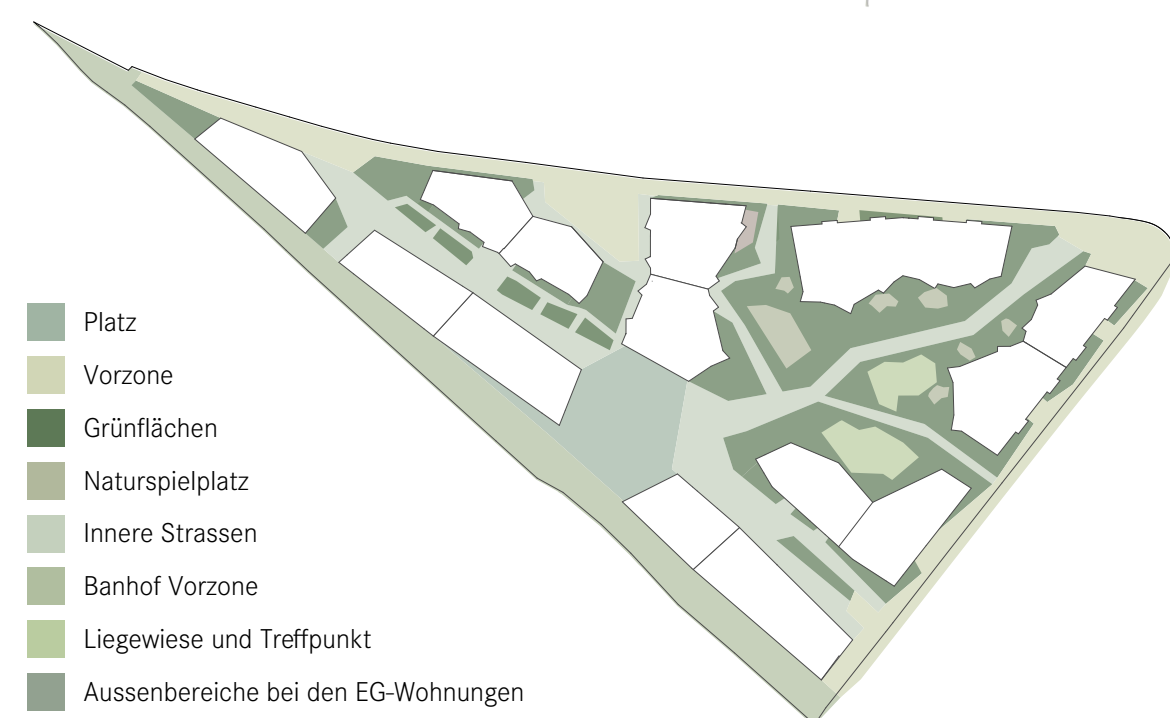 Platz
Vorzone
Grünflächen
Naturspielplatz
Innere Strassen
Banhof Vorzone
Liegewiese und Treffpunkt
Aussenbereiche bei den EG-Wohnungen